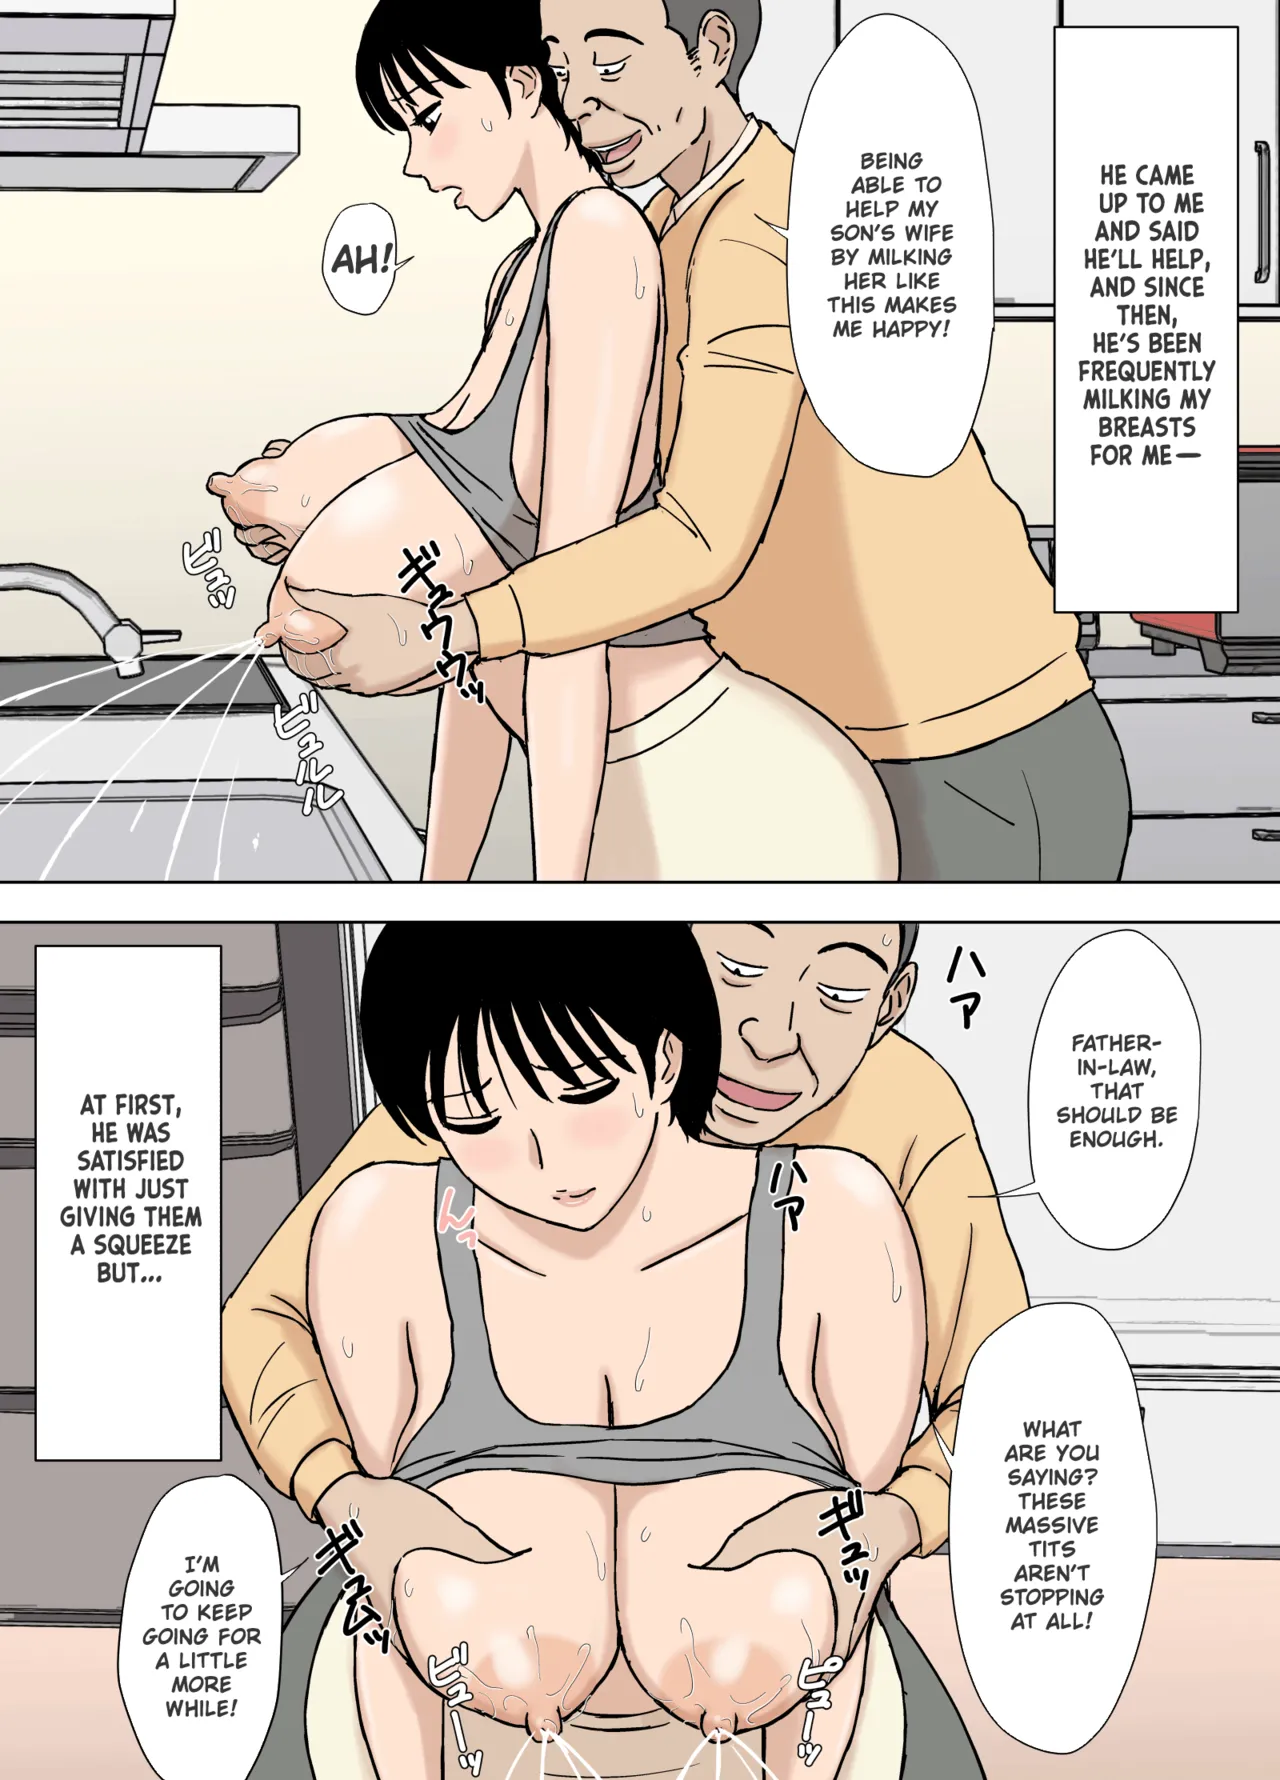 HE CAME
UP TO ME
AND SAID
HE'LL HELP,
AND SINCE
THEN,
HE'S BEEN
FREQUENTLY
MILKING MY
BREASTS
FOR ME—
BEING
ABLE TO
HELP MY
SON'S WIFE
BY MILKING
HER LIKE
THIS MAKES
ME HAPPY!
AH!
ビュッ
ギュウウゥッ
ビュルルル
FATHER-
IN-LAW,
THAT
SHOULD BE
ENOUGH.
ハァ
ハァ
んっ
AT FIRST,
HE WAS
SATISFIED
WITH JUST
GIVING THEM
A SQUEEZE
BUT...
WHAT
ARE YOU
SAYING?
THESE
MASSIVE
TITS
AREN'T
STOPPING
AT ALL!
ギュッ
ギュムッ
I'M
GOING
TO KEEP
GOING FOR
A LITTLE
MORE
WHILE!
ピューッ
ビューッ